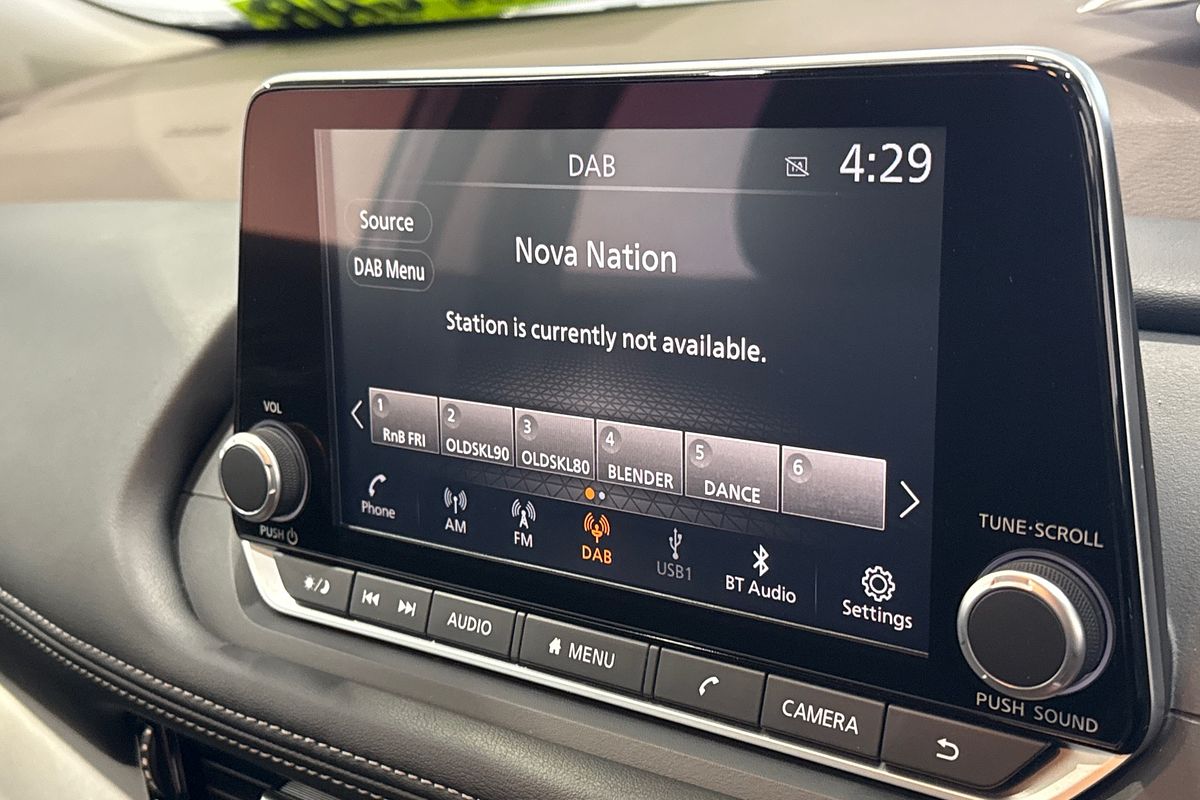 DAB
TA
4:29
Source
Nova Nation
DAB Menu
Station is currently not available.
1
RnB FRI
2
OLDSKL90
3
OLDSKL80
4
BLENDER
5
DANCE
6
Phone
AM
FM
DAB
USB1
BT Audio
Settings
VOL
PUSH
TUNE·SCROLL
PUSH SOUND
AUDIO
MENU
CAMERA